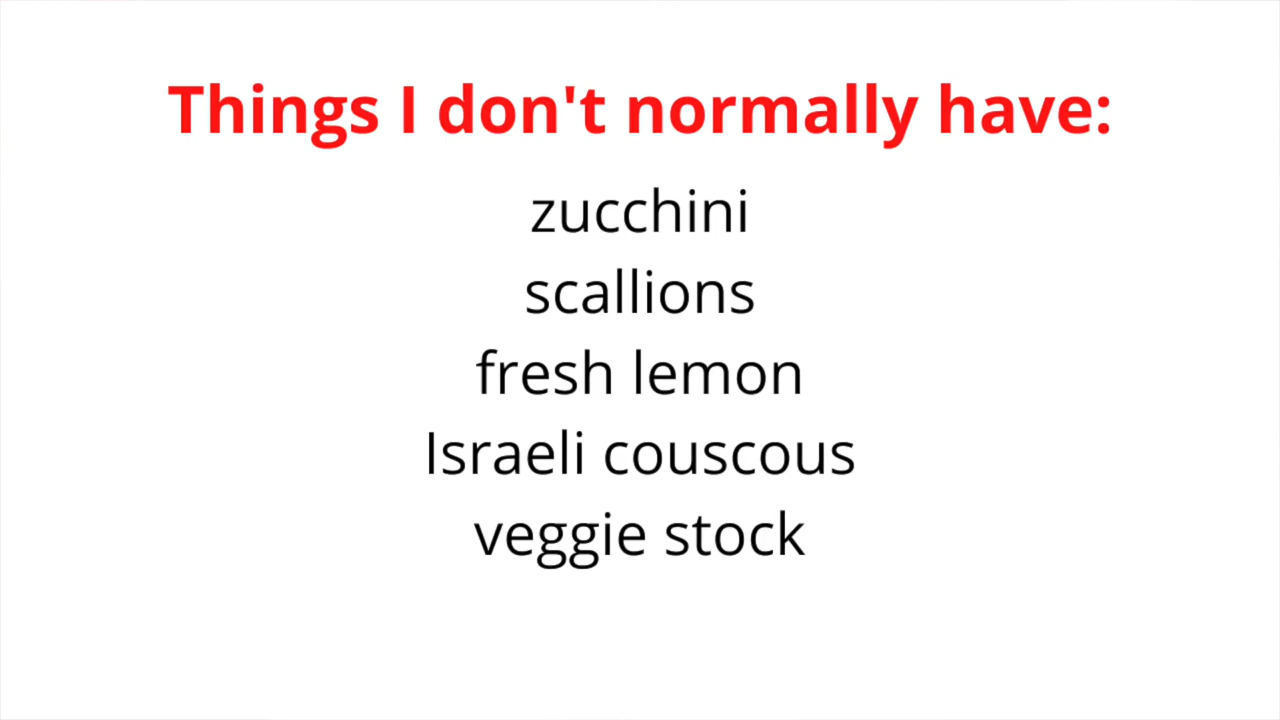 Things I don't normally have:
zucchini
scallions
fresh lemon
Israeli couscous
veggie stock